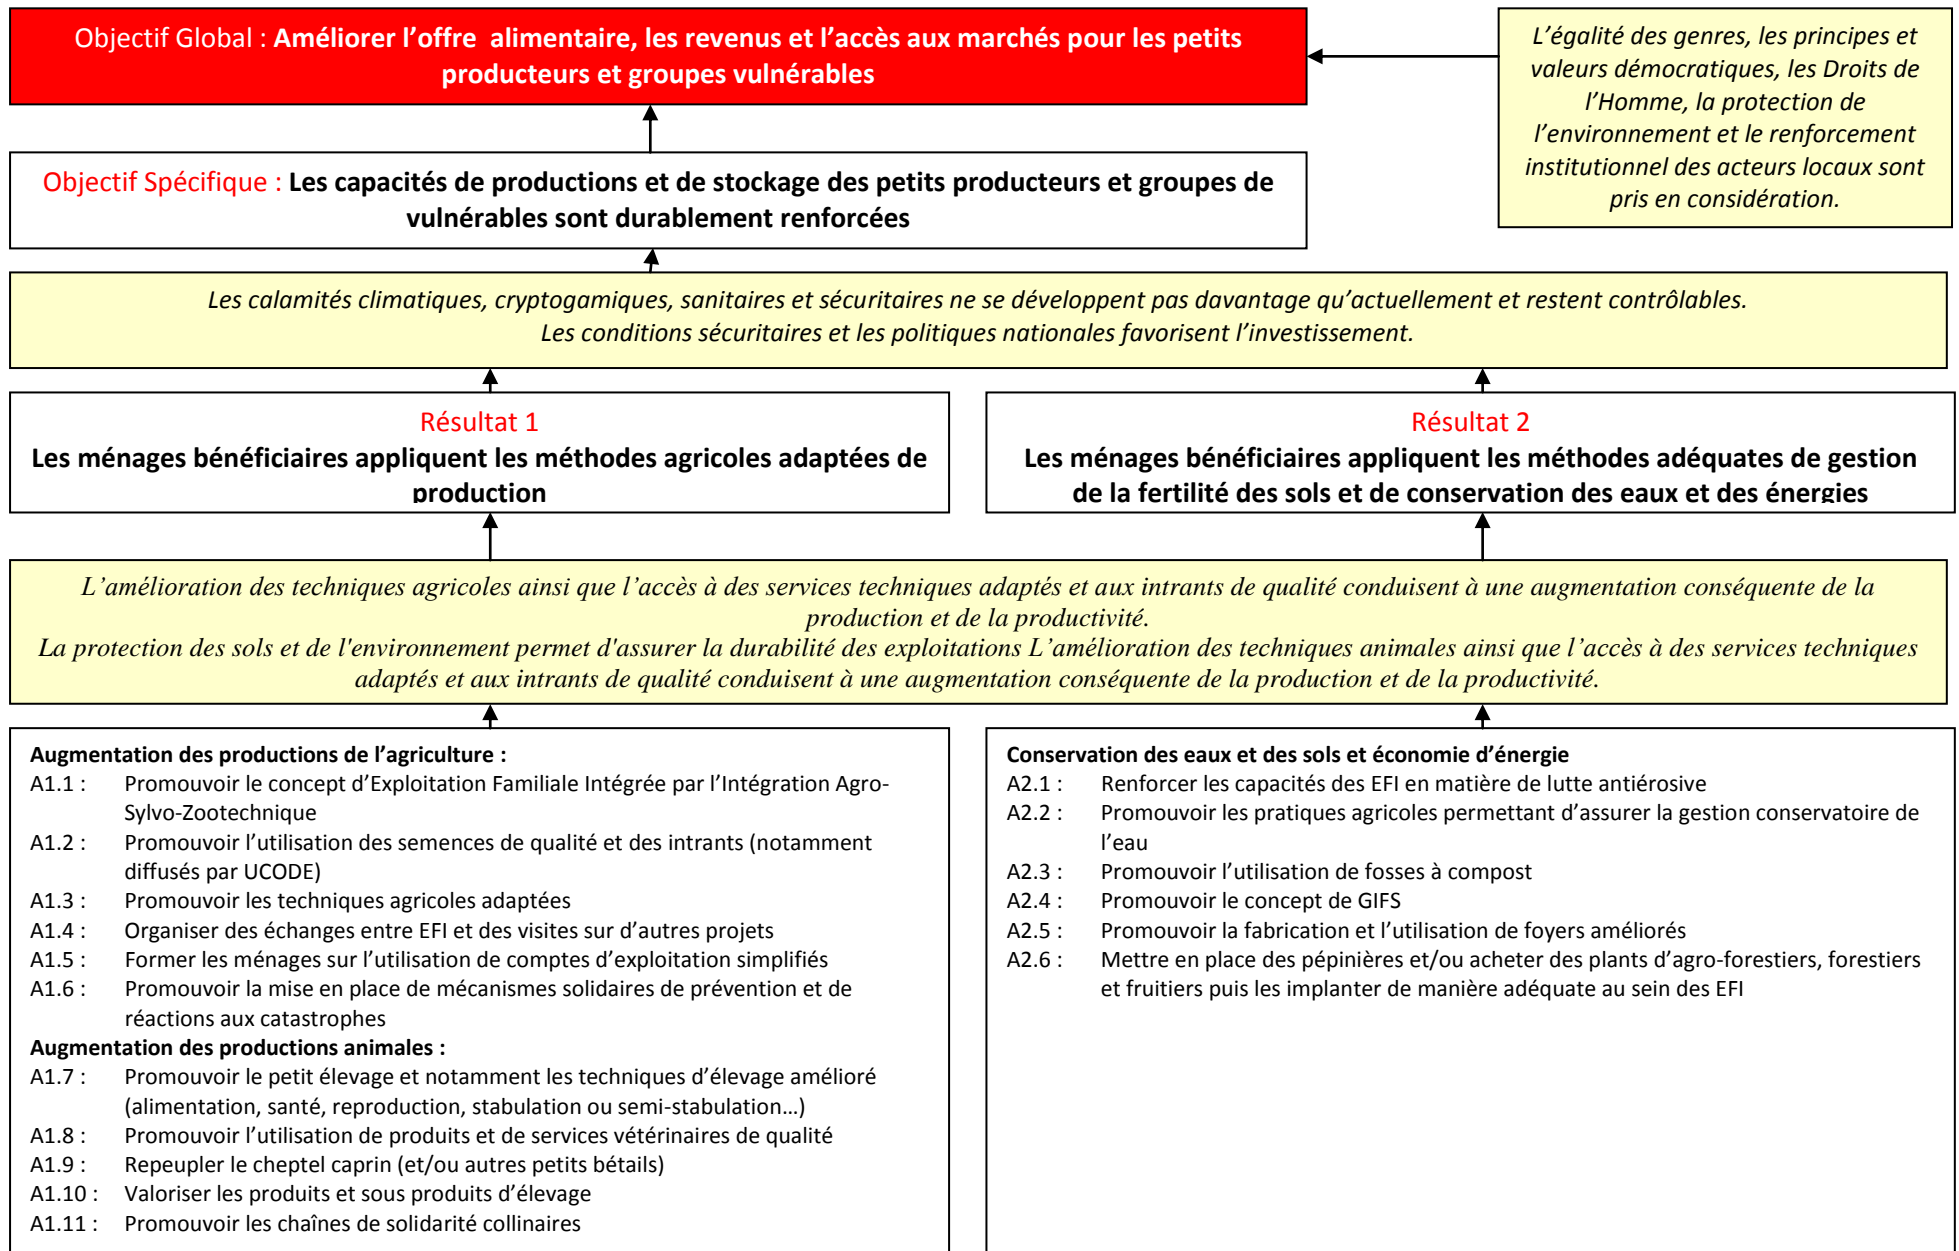 Objectif Global : Améliorer l’offre  alimentaire, les revenus et l’accès aux marchés pour les petits
producteurs et groupes vulnérables
L’égalité des genres, les principes et
valeurs démocratiques, les Droits de
l’Homme, la protection de
l’environnement et le renforcement
institutionnel des acteurs locaux sont
pris en considération.
Objectif Spécifique : Les capacités de productions et de stockage des petits producteurs et groupes de
vulnérables sont durablement renforcées
Les calamités climatiques, cryptogamiques, sanitaires et sécuritaires ne se développent pas davantage qu’actuellement et restent contrôlables.
Les conditions sécuritaires et les politiques nationales favorisent l’investissement.
Résultat 1
Les ménages bénéficiaires appliquent les méthodes agricoles adaptées de
production
Résultat 2
Les ménages bénéficiaires appliquent les méthodes adéquates de gestion
de la fertilité des sols et de conservation des eaux et des énergies
L’amélioration des techniques agricoles ainsi que l’accès à des services techniques adaptés et aux intrants de qualité conduisent à une augmentation conséquente de la
production et de la productivité.
La protection des sols et de l'environnement permet d'assurer la durabilité des exploitations L’amélioration des techniques animales ainsi que l’accès à des services techniques
adaptés et aux intrants de qualité conduisent à une augmentation conséquente de la production et de la productivité.
Augmentation des productions de l’agriculture :
A1.1 : Promouvoir le concept d’Exploitation Familiale Intégrée par l’Intégration Agro-
Sylvo-Zootechnique
A1.2 : Promouvoir l’utilisation des semences de qualité et des intrants (notamment
diffusés par UCODE)
A1.3 : Promouvoir les techniques agricoles adaptées
A1.4 : Organiser des échanges entre EFI et des visites sur d’autres projets
A1.5 : Former les ménages sur l’utilisation de comptes d’exploitation simplifiés
A1.6 : Promouvoir la mise en place de mécanismes solidaires de prévention et de
réactions aux catastrophes
Augmentation des productions animales :
A1.7 : Promouvoir le petit élevage et notamment les techniques d’élevage amélioré
(alimentation, santé, reproduction, stabulation ou semi-stabulation…)
A1.8 : Promouvoir l’utilisation de produits et de services vétérinaires de qualité
A1.9 : Repeupler le cheptel caprin (et/ou autres petits bétails)
A1.10 : Valoriser les produits et sous produits d’élevage
A1.11 : Promouvoir les chaînes de solidarité collinaires
Conservation des eaux et des sols et économie d’énergie
A2.1 : Renforcer les capacités des EFI en matière de lutte antiérosive
A2.2 : Promouvoir les pratiques agricoles permettant d’assurer la gestion conservatoire de
l’eau
A2.3 : Promouvoir l’utilisation de fosses à compost
A2.4 : Promouvoir le concept de GIFS
A2.5 : Promouvoir la fabrication et l’utilisation de foyers améliorés
A2.6 : Mettre en place des pépinières et/ou acheter des plants d’agro-forestiers, forestiers
et fruitiers puis les implanter de manière adéquate au sein des EFI